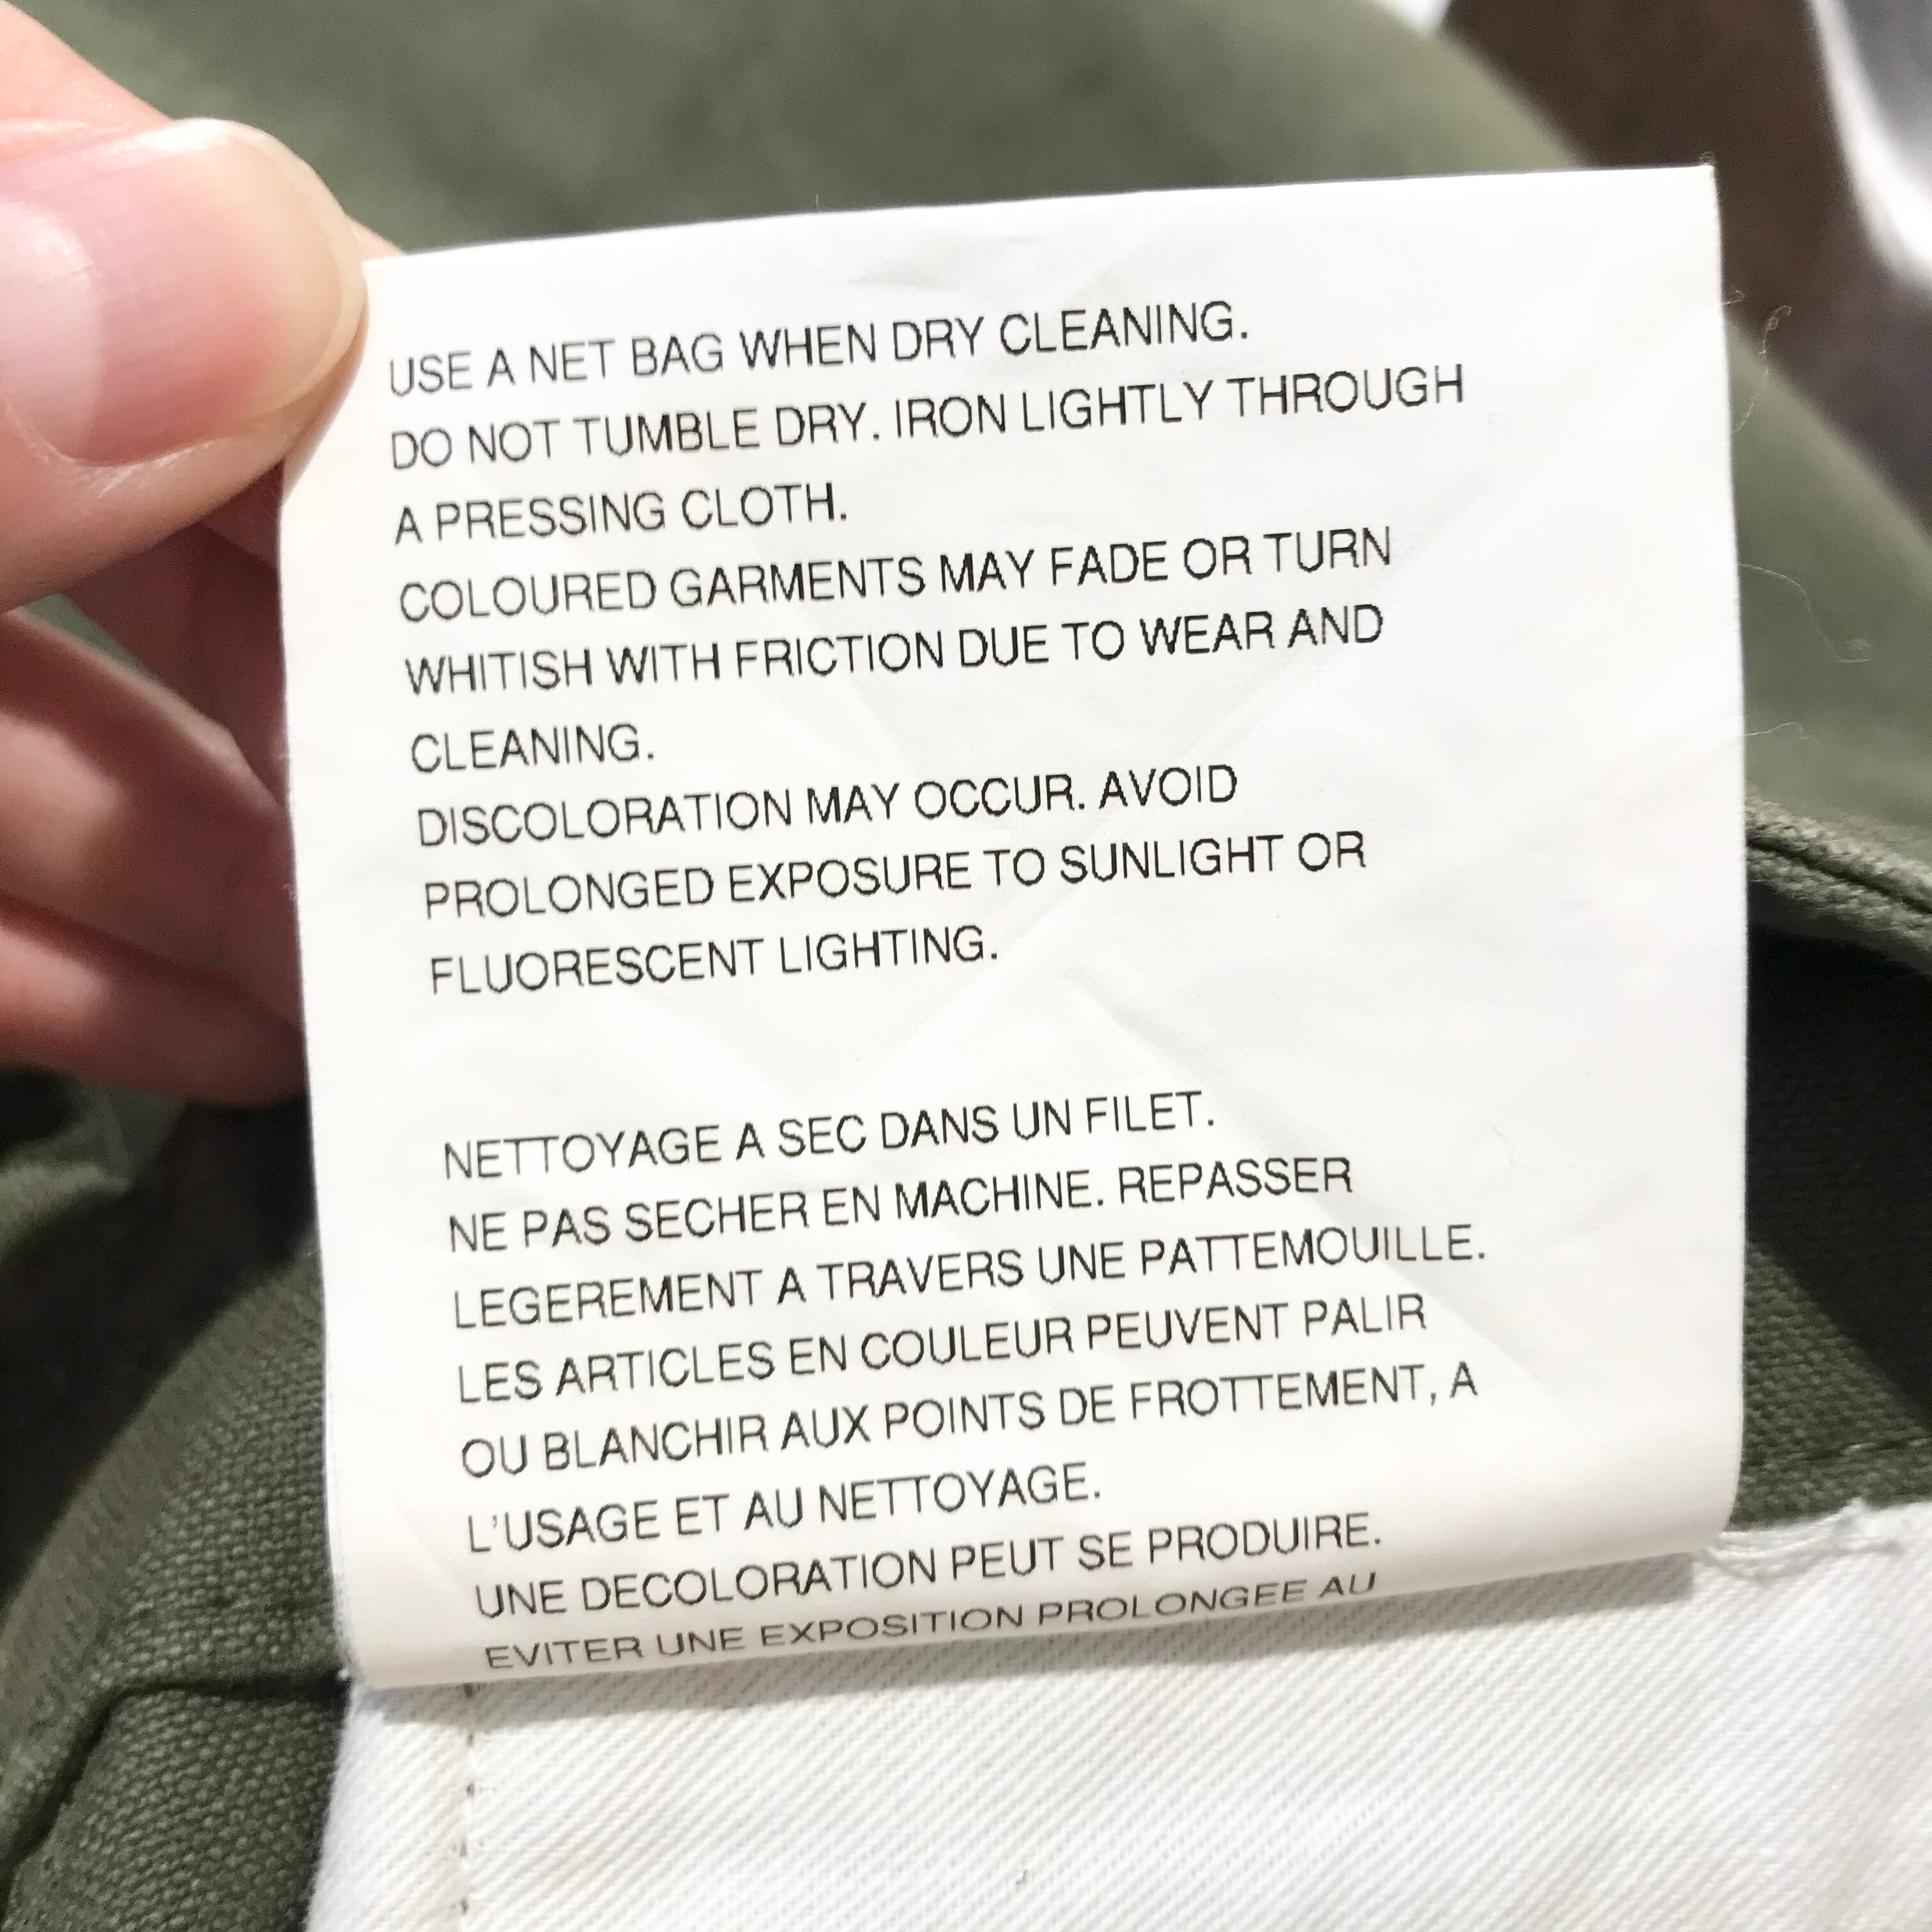 USE A NET BAG WHEN DRY CLEANING.
DO NOT TUMBLE DRY. IRON LIGHTLY THROUGH
A PRESSING CLOTH.
COLOURED GARMENTS MAY FADE OR TURN
WHITISH WITH FRICTION DUE TO WEAR AND
CLEANING.
DISCOLORATION MAY OCCUR. AVOID
PROLONGED EXPOSURE TO SUNLIGHT OR
FLUORESCENT LIGHTING.
NETTOYAGE A SEC DANS UN FILET.
NE PAS SECHER EN MACHINE. REPASSER
LEGEREMENT A TRAVERS UNE PATTEMOUILLE.
LES ARTICLES EN COULEUR PEUVENT PALIR
OU BLANCHIR AUX POINTS DE FROTTEMENT, A
L'USAGE ET AU NETTOYAGE.
UNE DECOLORATION PEUT SE PRODUIRE.
EVITER UNE EXPOSITION PROLONGEE AU